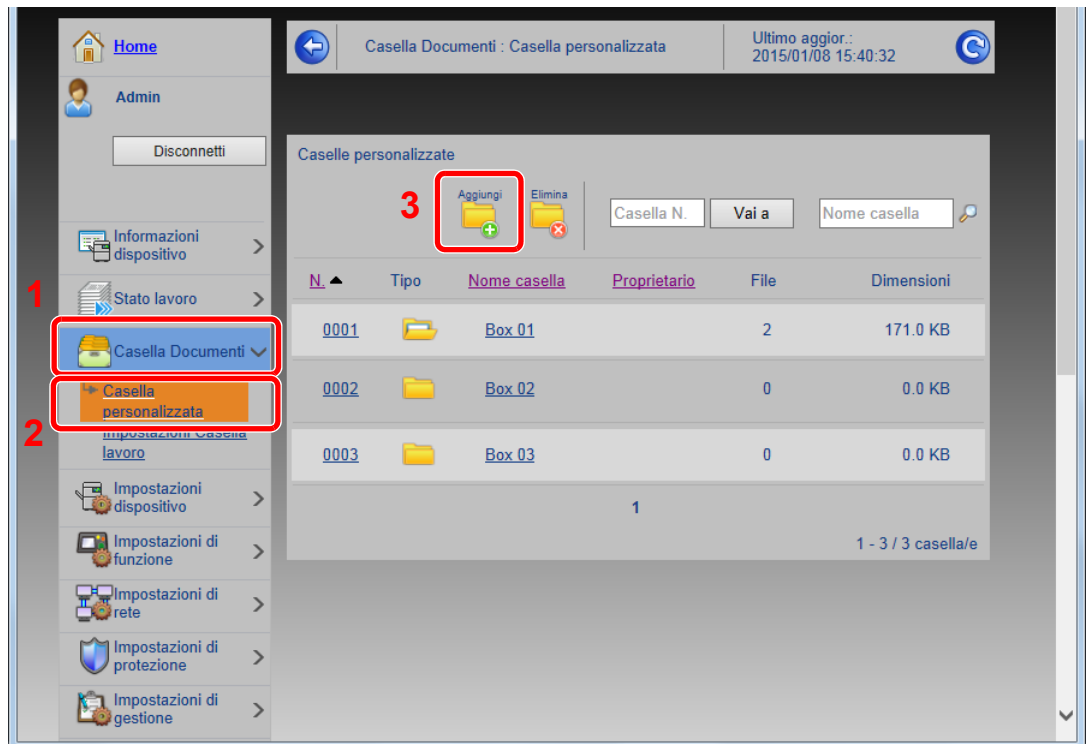 Home
Admin
Disconnetti
Informazioni
dispositivo
1
Stato lavoro
Casella Documenti
Casella
personalizzata
2
Impostazioni Casella
lavoro
Impostazioni
dispositivo
Impostazioni di
funzione
Impostazioni di
rete
Impostazioni di
protezione
Impostazioni di
gestione
Casella Documenti : Casella personalizzata
Ultimo aggior.:
2015/01/08 15:40:32
Caselle personalizzate
3
Aggiungi Elimina
Casella N. Vai a Nome casella
N. Tipo Nome casella Proprietario File Dimensioni
0001 Box 01 2 171.0 KB
0002 Box 02 0 0.0 KB
0003 Box 03 0 0.0 KB
1
1 - 3 / 3 casella/e